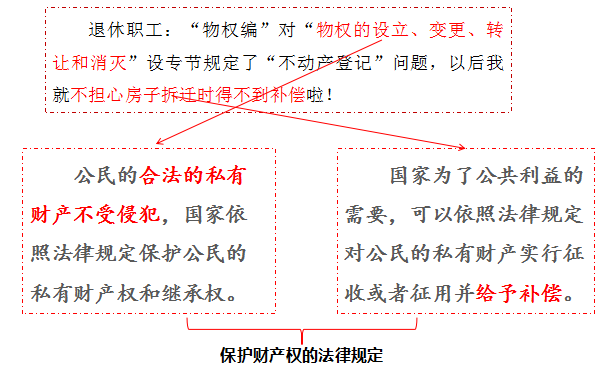 退休职工：“物权编”对“物权的设立、变更、转
让和消灭”设专节规定了“不动产登记”问题，以后我
就不担心房子拆迁时得不到补偿啦！
公民的合法的私有
财产不受侵犯，国家依
照法律规定保护公民的
私有财产权和继承权。
国家为了公共利益的
需要，可以依照法律规定
对公民的私有财产实行征
收或者征用并给予补偿。
保护财产权的法律规定